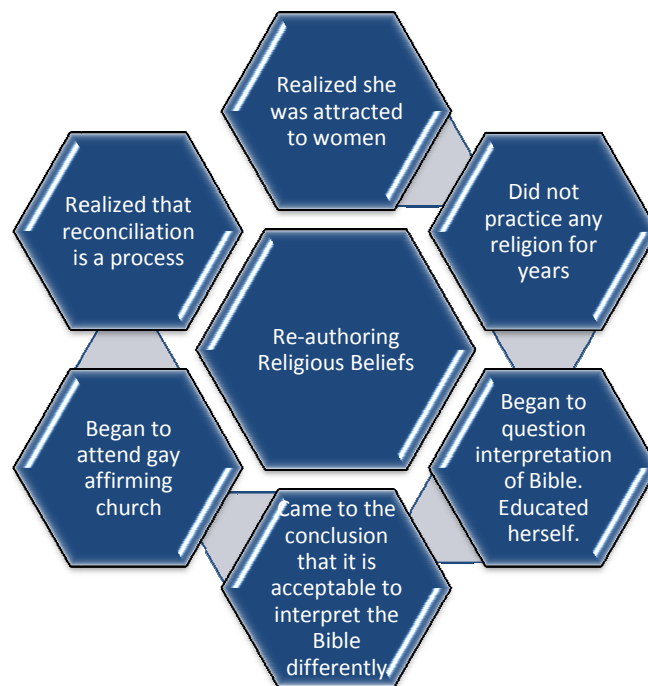 Realized she
was attracted
to women
Did not
practice any
religion for
years
Began to
question
interpretation
of Bible.
Educated
herself.
Came to the
conclusion
that it is
acceptable to
interpret the
Bible
differently
Began to
attend gay
affirming
church
Realized that
reconciliation
is a process
Re-authoring
Religious Beliefs